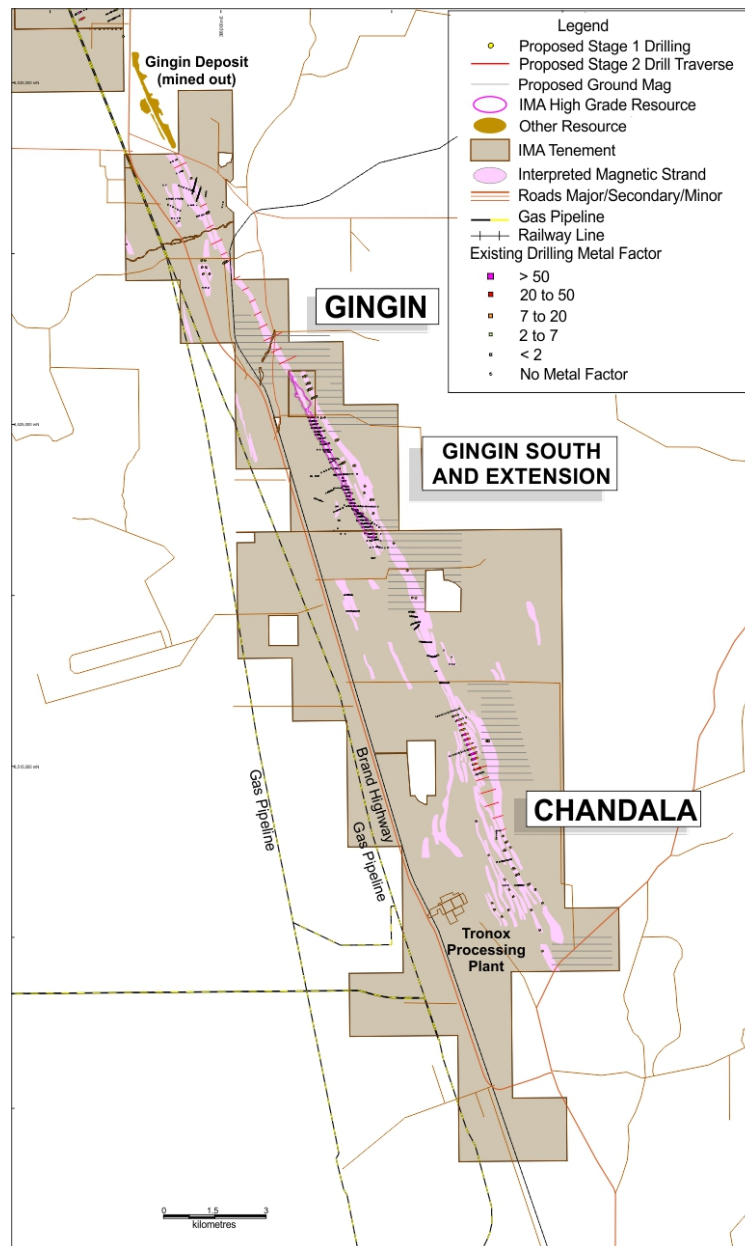 Gingin Deposit
(mined out)
Legend
Proposed Stage 1 Drilling
Proposed Stage 2 Drill Traverse
Proposed Ground Mag
IMA High Grade Resource
Other Resource
IMA Tenement
Interpreted Magnetic Strand
Roads Major/Secondary/Minor
Gas Pipeline
Railway Line
Existing Drilling Metal Factor
> 50
20 to 50
7 to 20
2 to 7
< 2
No Metal Factor
GINGIN
GINGIN SOUTH
AND EXTENSION
Gas Pipeline
Brand Highway
Gas Pipeline
CHANDALA
Tronox
Processing
Plant
0 1.5 3
kilometres